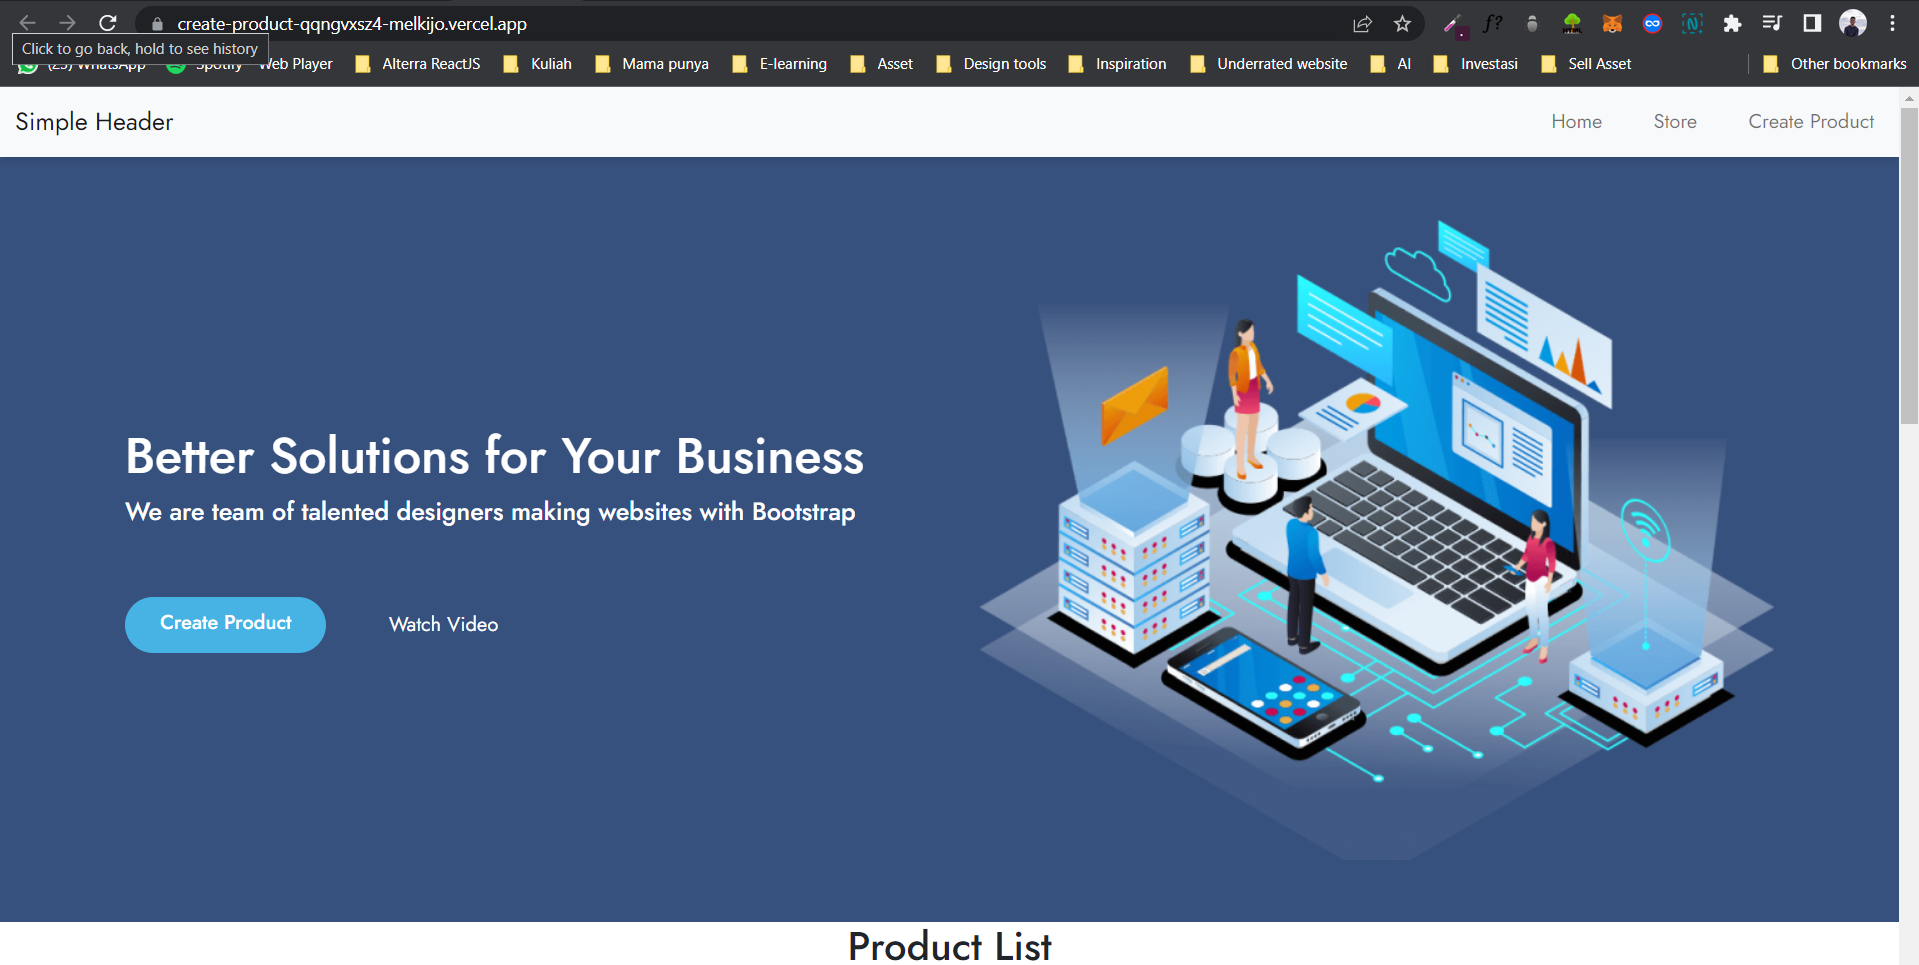 create-product-qqngvxsz4-melkijo.vercel.app
Click to go back, hold to see history
(25) WhatsApp Spotify - Web Player Alterra ReactJS Kuliah Mama punya E-learning Asset Design tools Inspiration Underrated website AI Investasi Sell Asset Other bookmarks
Simple Header Home Store Create Product
Better Solutions for Your Business
We are team of talented designers making websites with Bootstrap
Create Product Watch Video
Product List